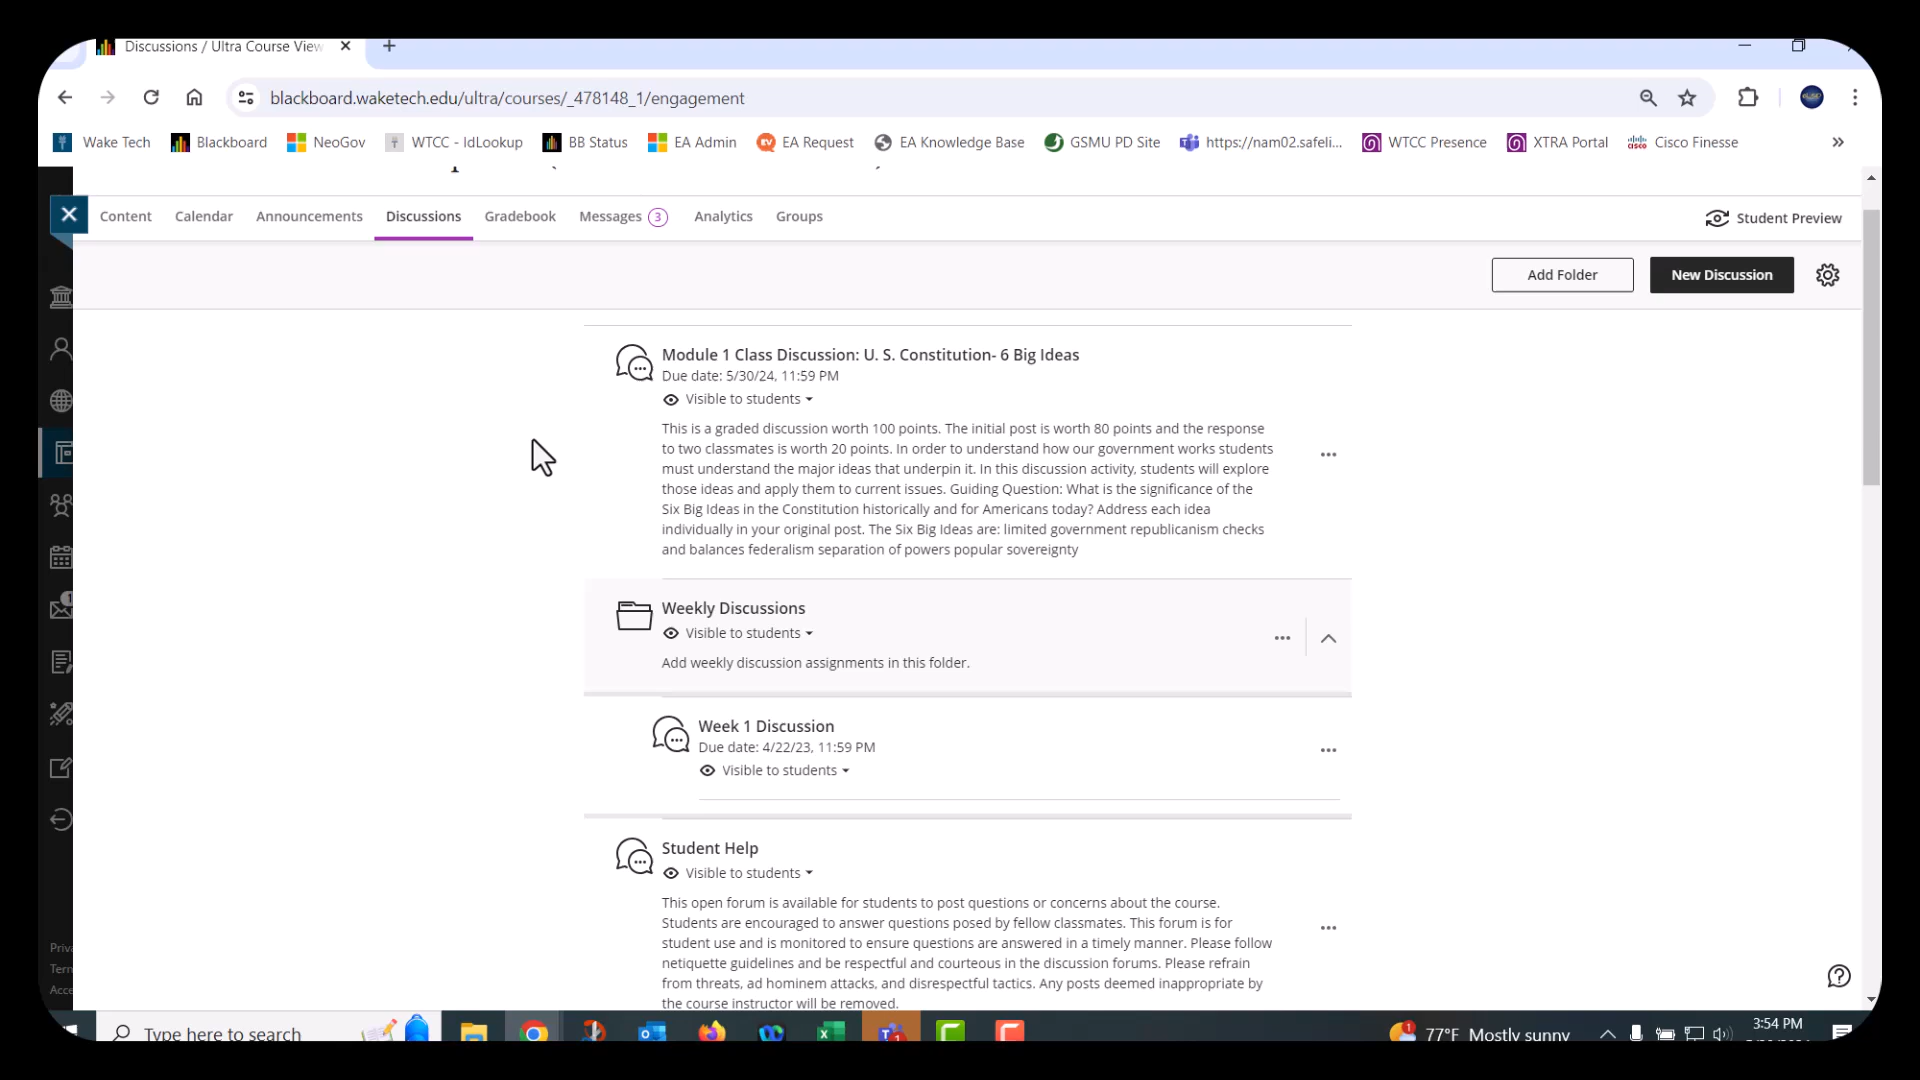 Discussions / Ultra Course View
blackboard.waketech.edu/ultra/courses/_478148_1/engagement
Wake Tech Blackboard NeoGov WTCC - IdLookup BB Status EA Admin EA Request EA Knowledge Base GSMU PD Site https://nam02.safeli... WTCC Presence XTRA Portal Cisco Finesse »
Content Calendar Announcements Discussions Gradebook Messages 3 Analytics Groups Student Preview
Add Folder New Discussion
Module 1 Class Discussion: U. S. Constitution- 6 Big Ideas
Due date: 5/30/24, 11:59 PM
Visible to students
This is a graded discussion worth 100 points. The initial post is worth 80 points and the response
to two classmates is worth 20 points. In order to understand how our government works students
must understand the major ideas that underpin it. In this discussion activity, students will explore
those ideas and apply them to current issues. Guiding Question: What is the significance of the
Six Big Ideas in the Constitution historically and for Americans today? Address each idea
individually in your original post. The Six Big Ideas are: limited government republicanism checks
and balances federalism separation of powers popular sovereignty
Weekly Discussions
Visible to students
Add weekly discussion assignments in this folder.
Week 1 Discussion
Due date: 4/22/23, 11:59 PM
Visible to students
Student Help
Visible to students
This open forum is available for students to post questions or concerns about the course.
Students are encouraged to answer questions posed by fellow classmates. This forum is for
student use and is monitored to ensure questions are answered in a timely manner. Please follow
netiquette guidelines and be respectful and courteous in the discussion forums. Please refrain
from threats, ad hominem attacks, and disrespectful tactics. Any posts deemed inappropriate by
the course instructor will be removed.
Priva
Term
Acce
Type here to search
77°F Mostly sunny
3:54 PM